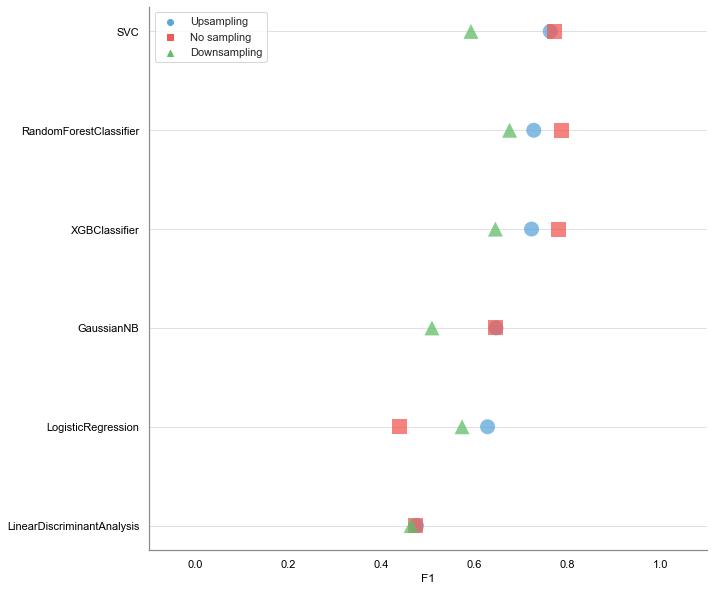 Upsampling
No sampling
Downsampling
SVC
RandomForestClassifier
XGBClassifier
GaussianNB
LogisticRegression
LinearDiscriminantAnalysis
0.0 0.2 0.4 0.6 0.8 1.0
F1